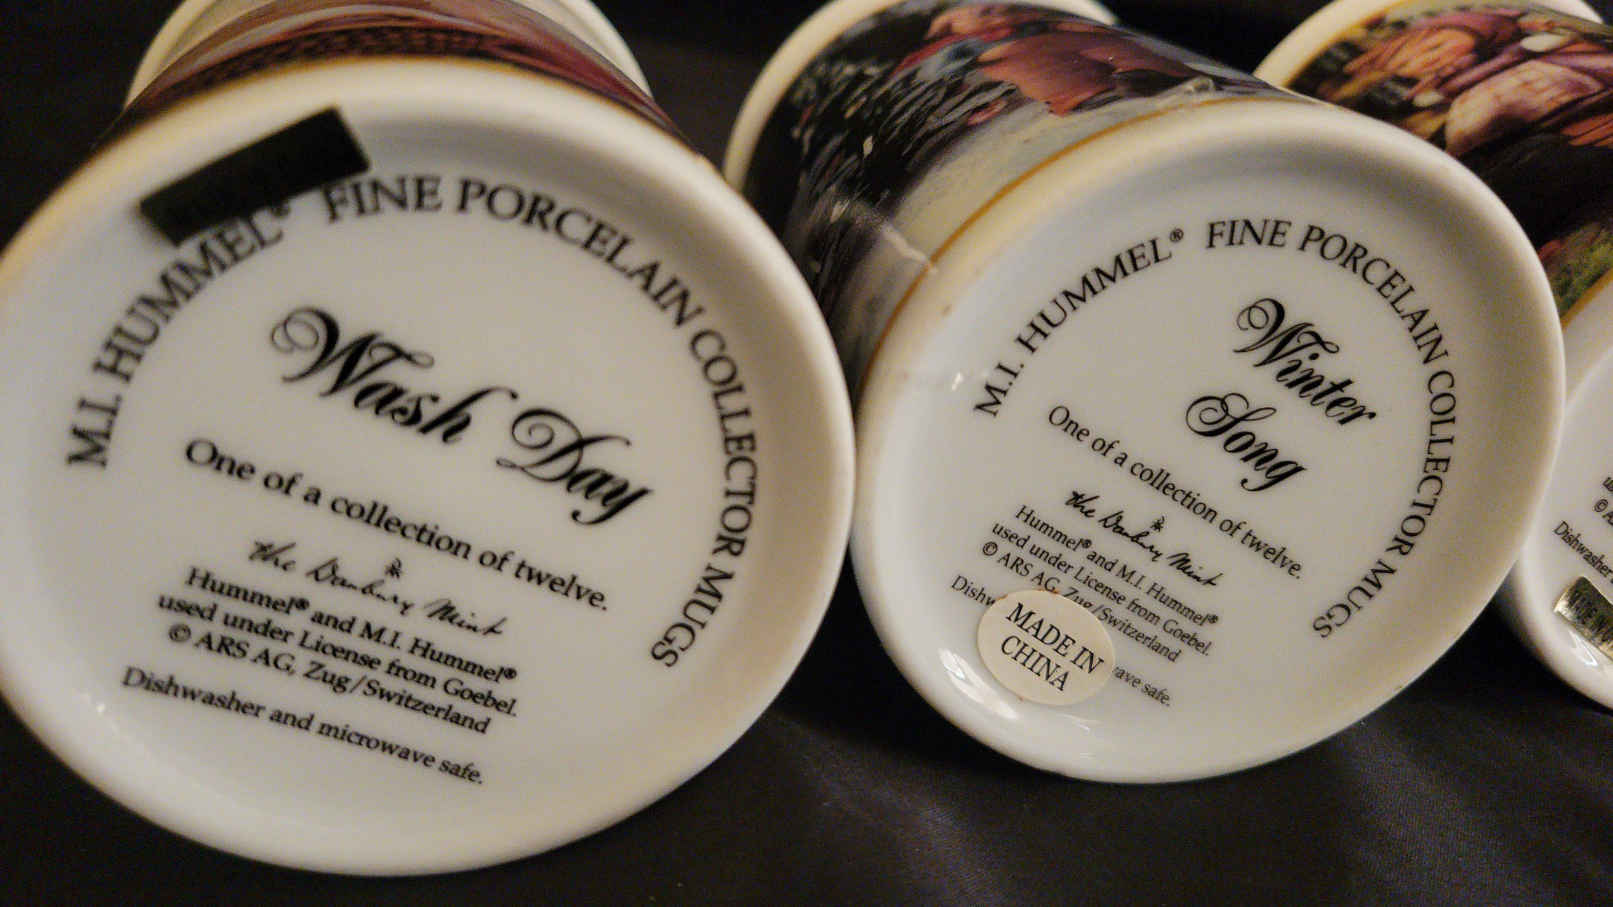 M.I. HUMMEL® FINE PORCELAIN COLLECTOR MUGS
Wash Day
One of a collection of twelve.
the Danbury Mint
Hummel® and M.I. Hummel®
used under License from Goebel.
© ARS AG, Zug/Switzerland
Dishwasher and microwave safe.
M.I. HUMMEL® FINE PORCELAIN COLLECTOR MUGS
Winter
Song
One of a collection of twelve.
the Danbury Mint
Hummel® and M.I. Hummel®
used under License from Goebel.
© ARS AG, Zug/Switzerland
MADE IN
CHINA
safe.
Dishwasher